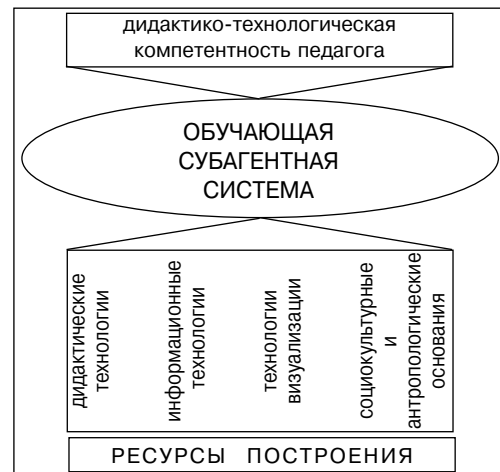 дидактико-технологическая
компетентность педагога
ОБУЧАЮЩАЯ
СУБАГЕНТНАЯ
СИСТЕМА
дидактические
технологии
информационные
технологии
технологии
визуализации
социокультурные
и
антропологические
основания
РЕСУРСЫ ПОСТРОЕНИЯ